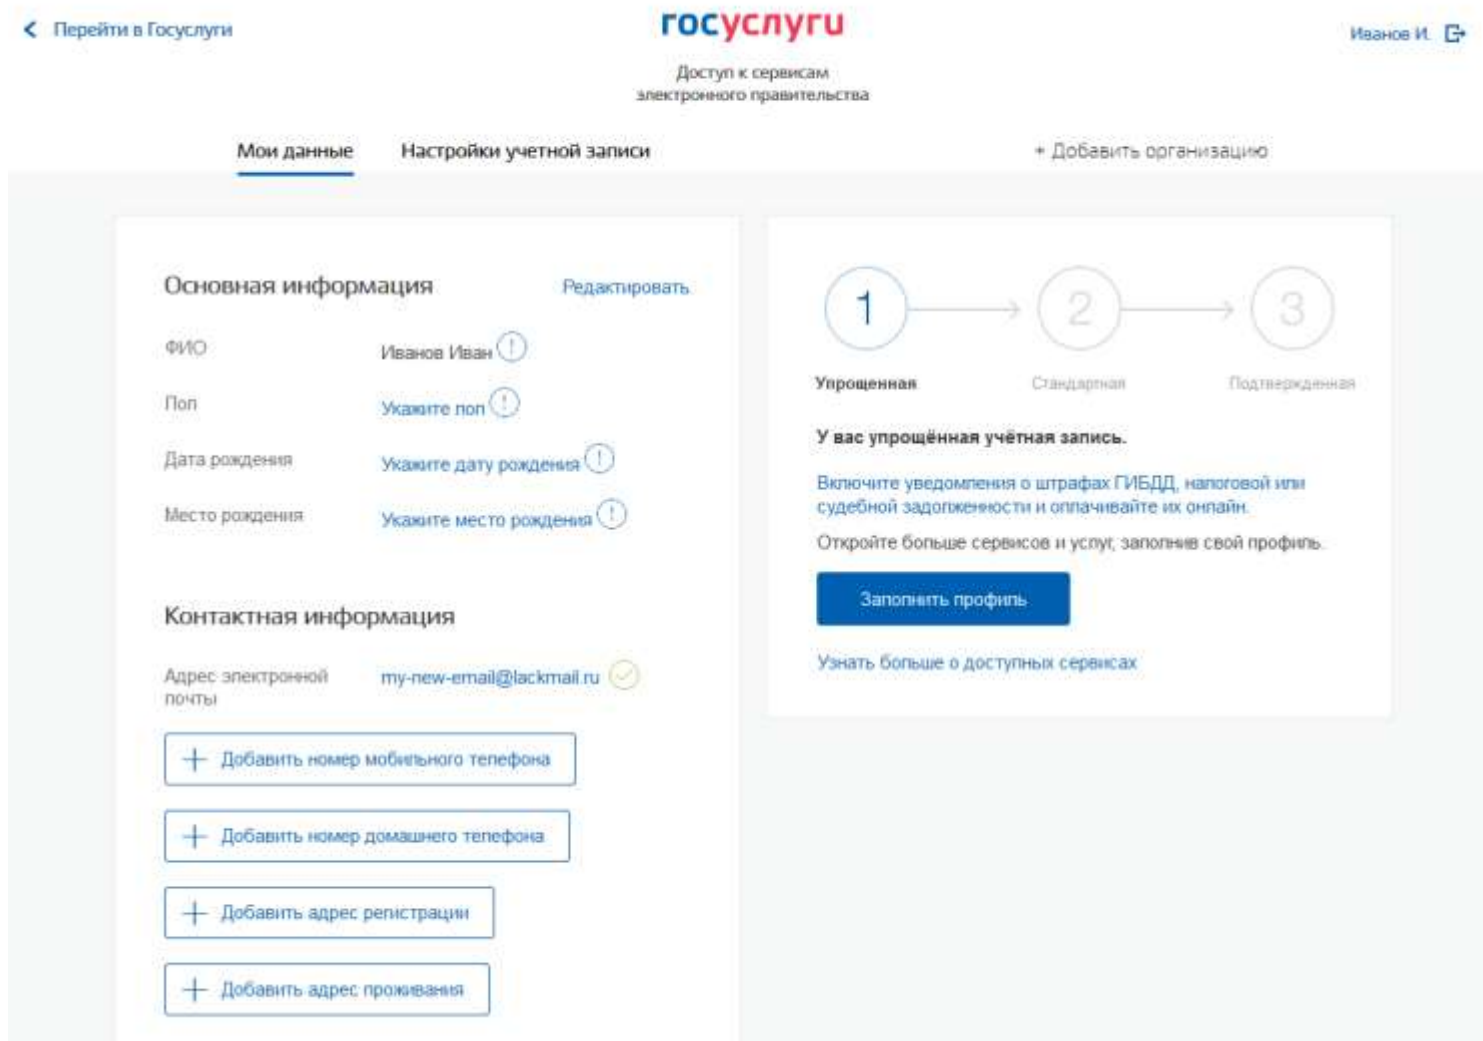 Перейти в Госуслуги
госуслуги
Иванов И.
Доступ к сервисам
электронного правительства
Мои данные
Настройки учетной записи
+ Добавить организацию
Основная информация
Редактировать
ФИО
Иванов Иван
Пол
Укажите пол
Дата рождения
Укажите дату рождения
Место рождения
Укажите место рождения
Контактная информация
Адрес электронной
почты
my-new-email@lackmail.ru
+ Добавить номер мобильного телефона
+ Добавить номер домашнего телефона
+ Добавить адрес регистрации
+ Добавить адрес проживания
1
2
3
Упрощенная
Стандартная
Подтвержденная
У вас упрощённая учётная запись.
Включите уведомления о штрафах ГИБДД, налоговой или
судебной задолженности и оплачивайте их онлайн.
Откройте больше сервисов и услуг, заполнив свой профиль.
Заполнить профиль
Узнать больше о доступных сервисах